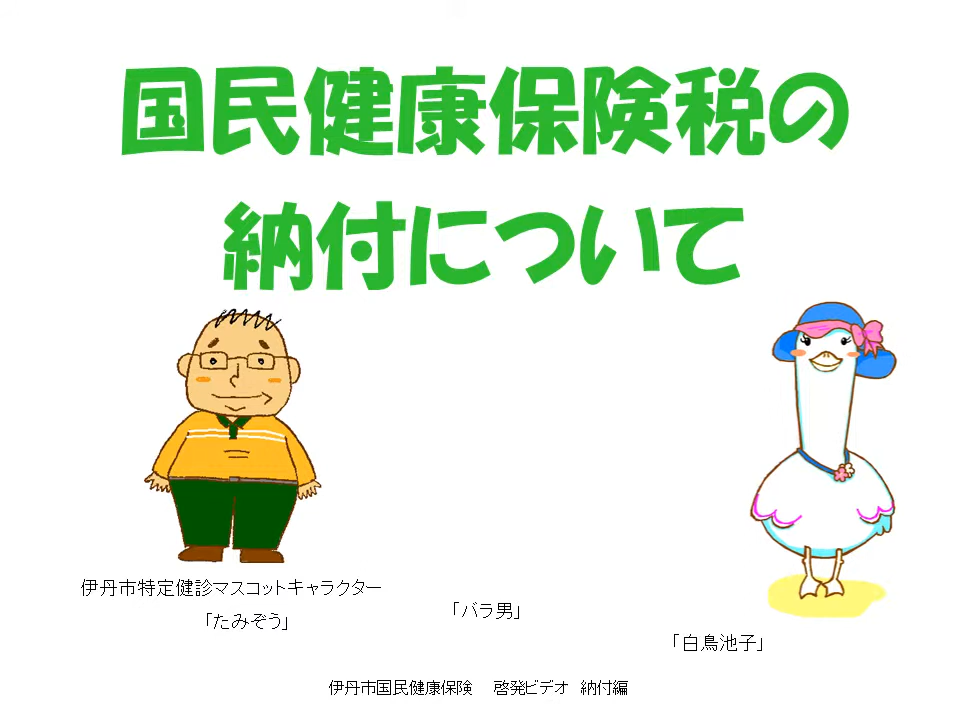 国民健康保険税の
納付について
伊丹市特定健診マスコットキャラクター
「たみぞう」
「バラ男」
「白鳥池子」
伊丹市国民健康保険　啓発ビデオ　納付編